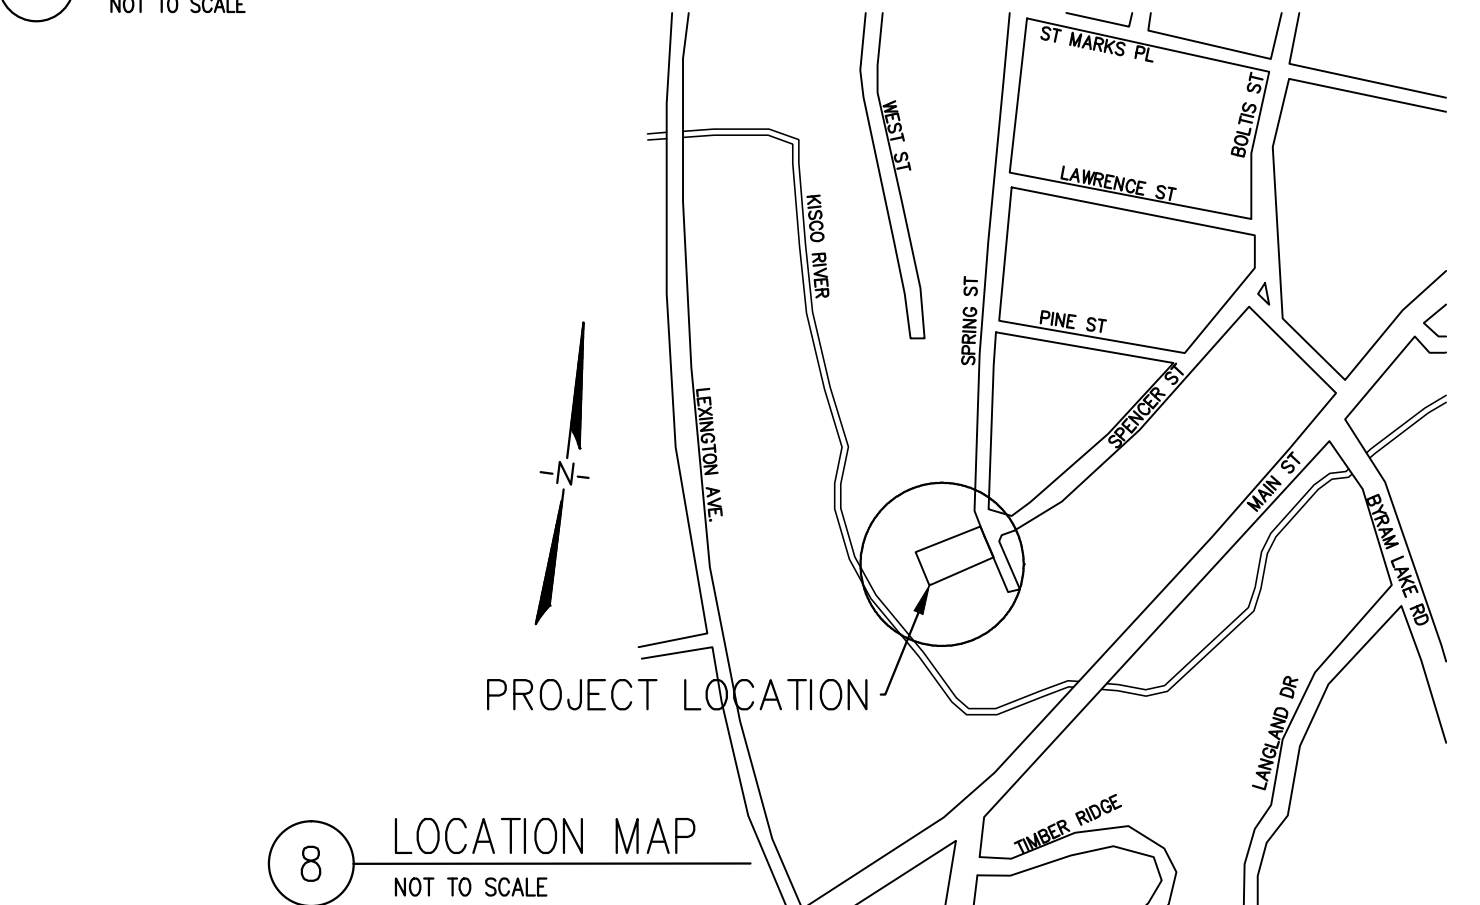 NOT TO SCALE
ST MARKS PL
BOLTIS ST
WEST ST
LAWRENCE ST
KISCO RIVER
SPRING ST
PINE ST
SPENCER ST
LEXINGTON AVE.
-N-
MAIN ST
BYRAM LAKE RD
PROJECT LOCATION
LANGLAND DR
TIMBER RIDGE
8
LOCATION MAP
NOT TO SCALE